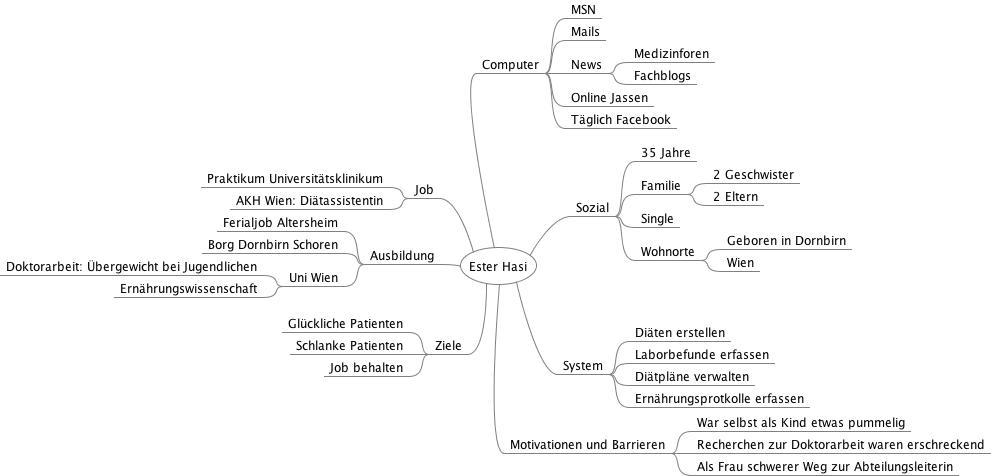 Ester Hasi
Computer
MSN
Mails
News
Medizinforen
Fachblogs
Online Jassen
Täglich Facebook
Sozial
35 Jahre
Familie
2 Geschwister
2 Eltern
Single
Wohnorte
Geboren in Dornbirn
Wien
System
Diäten erstellen
Laborbefunde erfassen
Diätpläne verwalten
Ernährungsprotkolle erfassen
Motivationen und Barrieren
War selbst als Kind etwas pummelig
Recherchen zur Doktorarbeit waren erschreckend
Als Frau schwerer Weg zur Abteilungsleiterin
Job
Praktikum Universitätsklinikum
AKH Wien: Diätassistentin
Ausbildung
Ferialjob Altersheim
Borg Dornbirn Schoren
Uni Wien
Doktorarbeit: Übergewicht bei Jugendlichen
Ernährungswissenschaft
Ziele
Glückliche Patienten
Schlanke Patienten
Job behalten